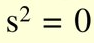 s² = 0